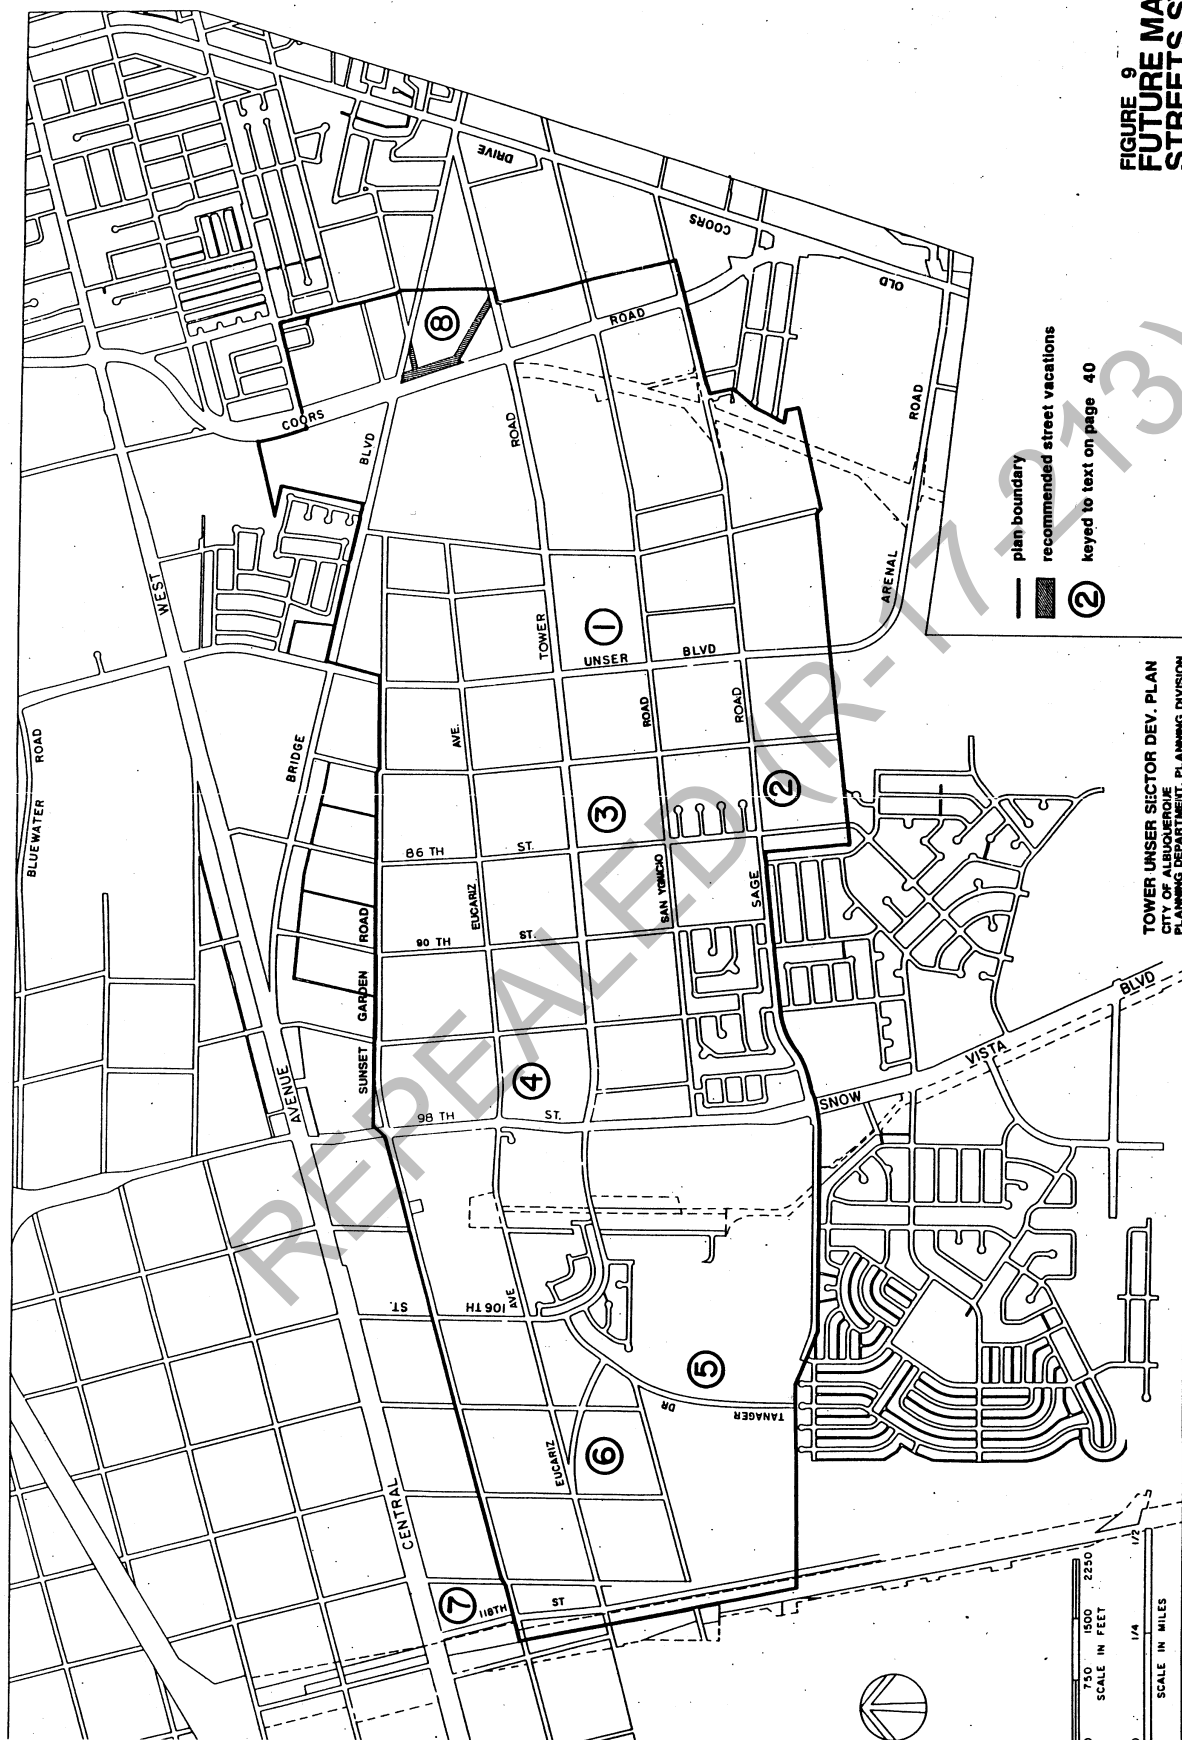 FIGURE 9
FUTURE MA
STREETS S
plan boundary
recommended street vacations
② keyed to text on page 40
TOWER UNSER SECTOR DEV. PLAN
CITY OF ALBUQUERQUE
PLANNING DEPARTMENT, PLANNING DIVISION
REPEALED (R-17-213)
BLUEWATER ROAD
WEST
CENTRAL
AVENUE
BRIDGE
BLVD
COORS
ROAD
COORS
DRIVE
OLD
ARENAL
ROAD
SUNSET GARDEN ROAD
TOWER
ROAD
UNSER
BLVD
AVE.
ROAD
ROAD
86 TH ST.
EUCARIZ
90 TH ST.
SAN YGNACIO
SAGE
98 TH ST.
SNOW
VISTA
BLVD
106 TH ST.
AVE
EUCARIZ
TANAGER
DR
118TH
ST
①
②
③
④
⑤
⑥
⑦
⑧
750 1500 2250
SCALE IN FEET
1/4 1/2
SCALE IN MILES